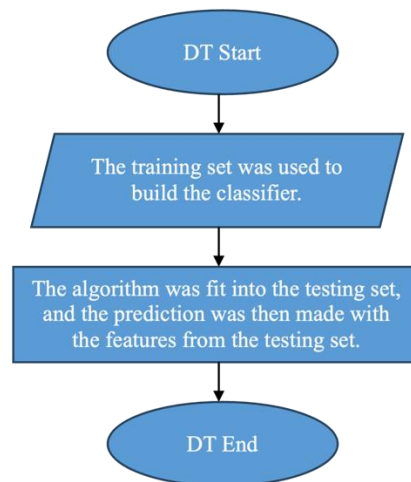 DT Start
The training set was used to
build the classifier.
The algorithm was fit into the testing set,
and the prediction was then made with
the features from the testing set.
DT End